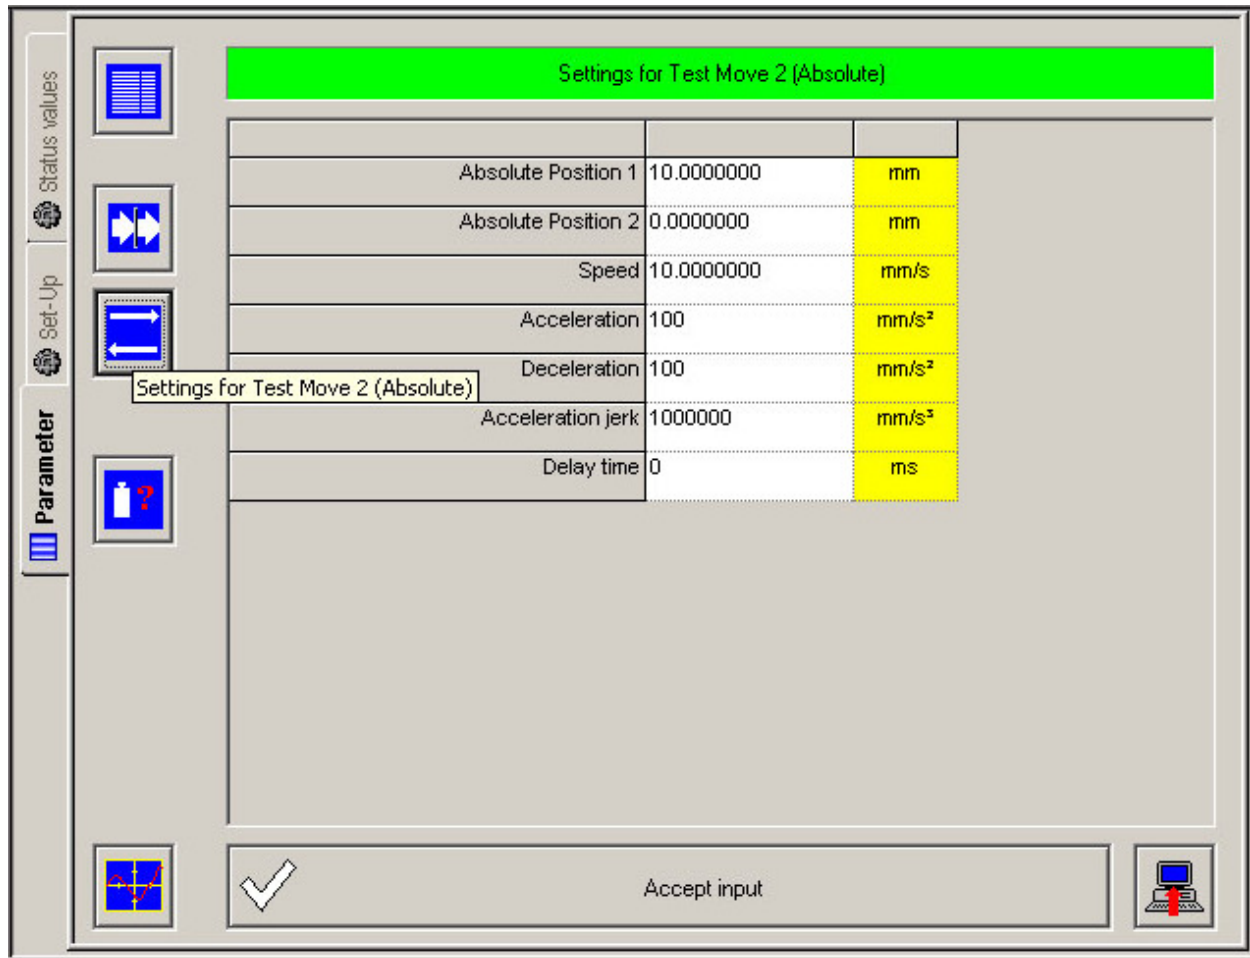 Status values
Set-Up
Parameter
Settings for Test Move 2 (Absolute)
Absolute Position 1 10.0000000 mm
Absolute Position 2 0.0000000 mm
Speed 10.0000000 mm/s
Acceleration 100 mm/s²
Deceleration 100 mm/s²
Settings for Test Move 2 (Absolute)
Acceleration jerk 1000000 mm/s³
Delay time 0 ms
?
Accept input